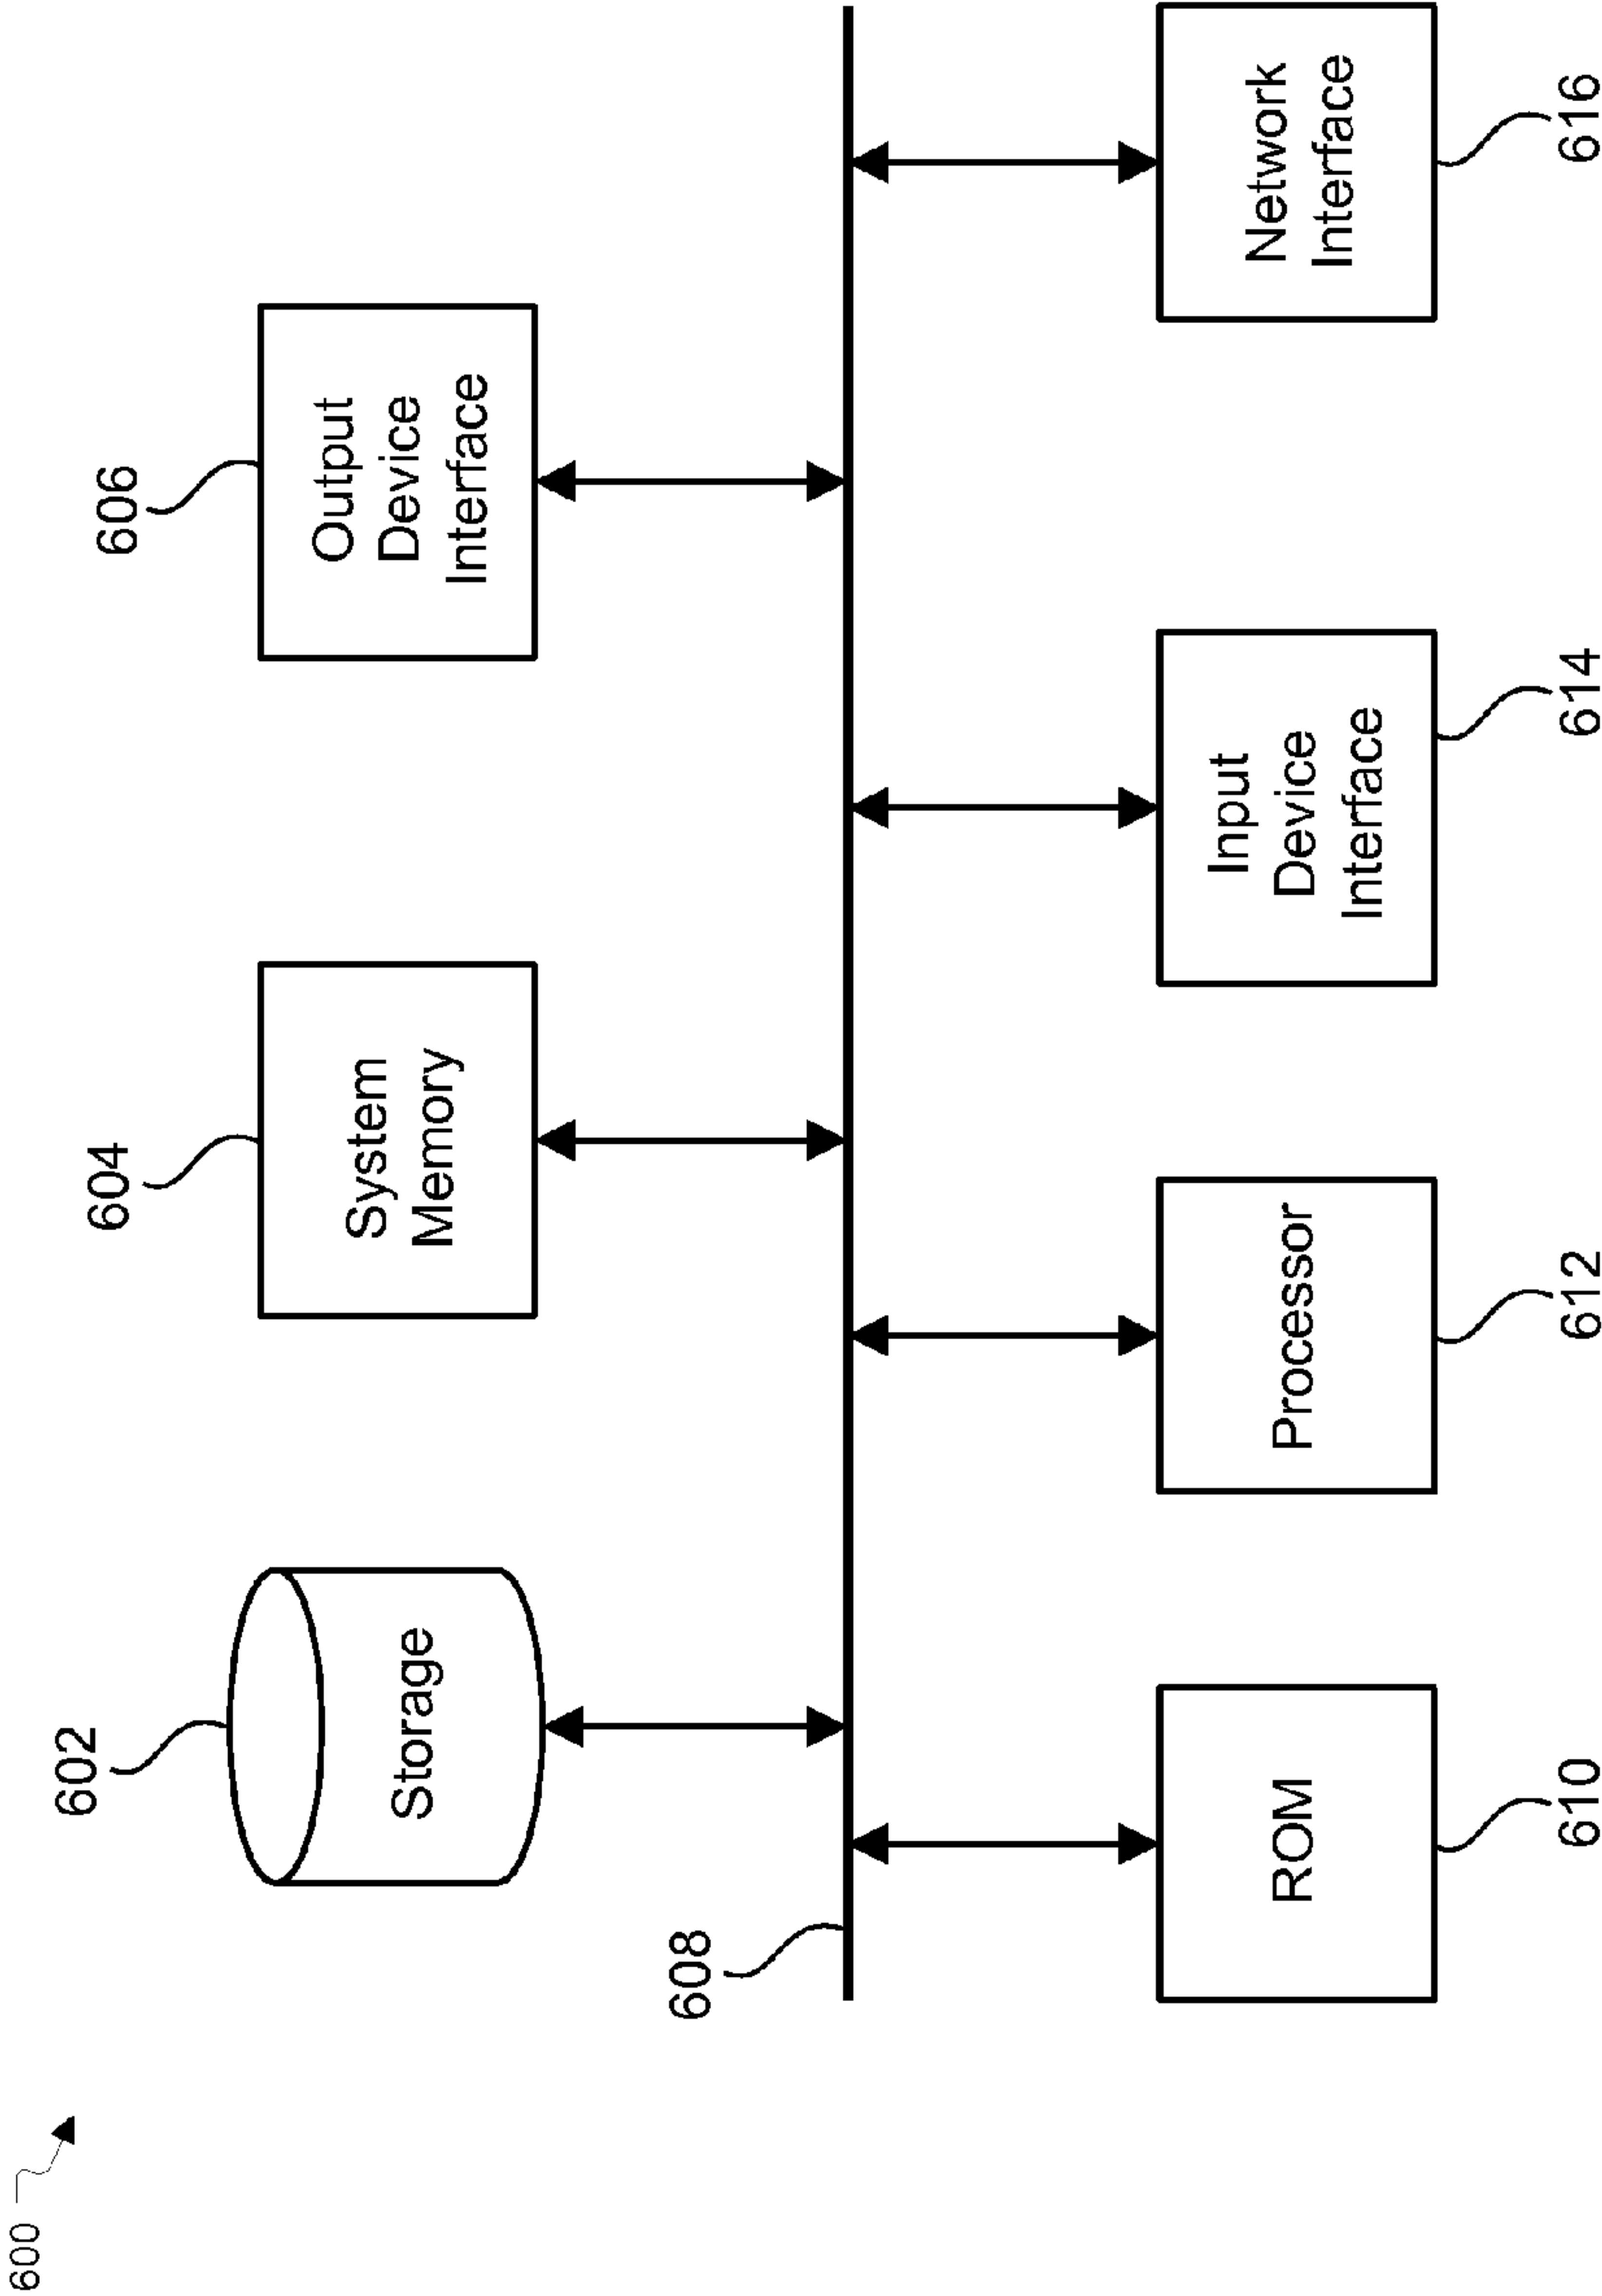 600
602
604
606
Storage
System
Memory
Output
Device
Interface
608
ROM
Processor
Input
Device
Interface
Network
Interface
610
612
614
616